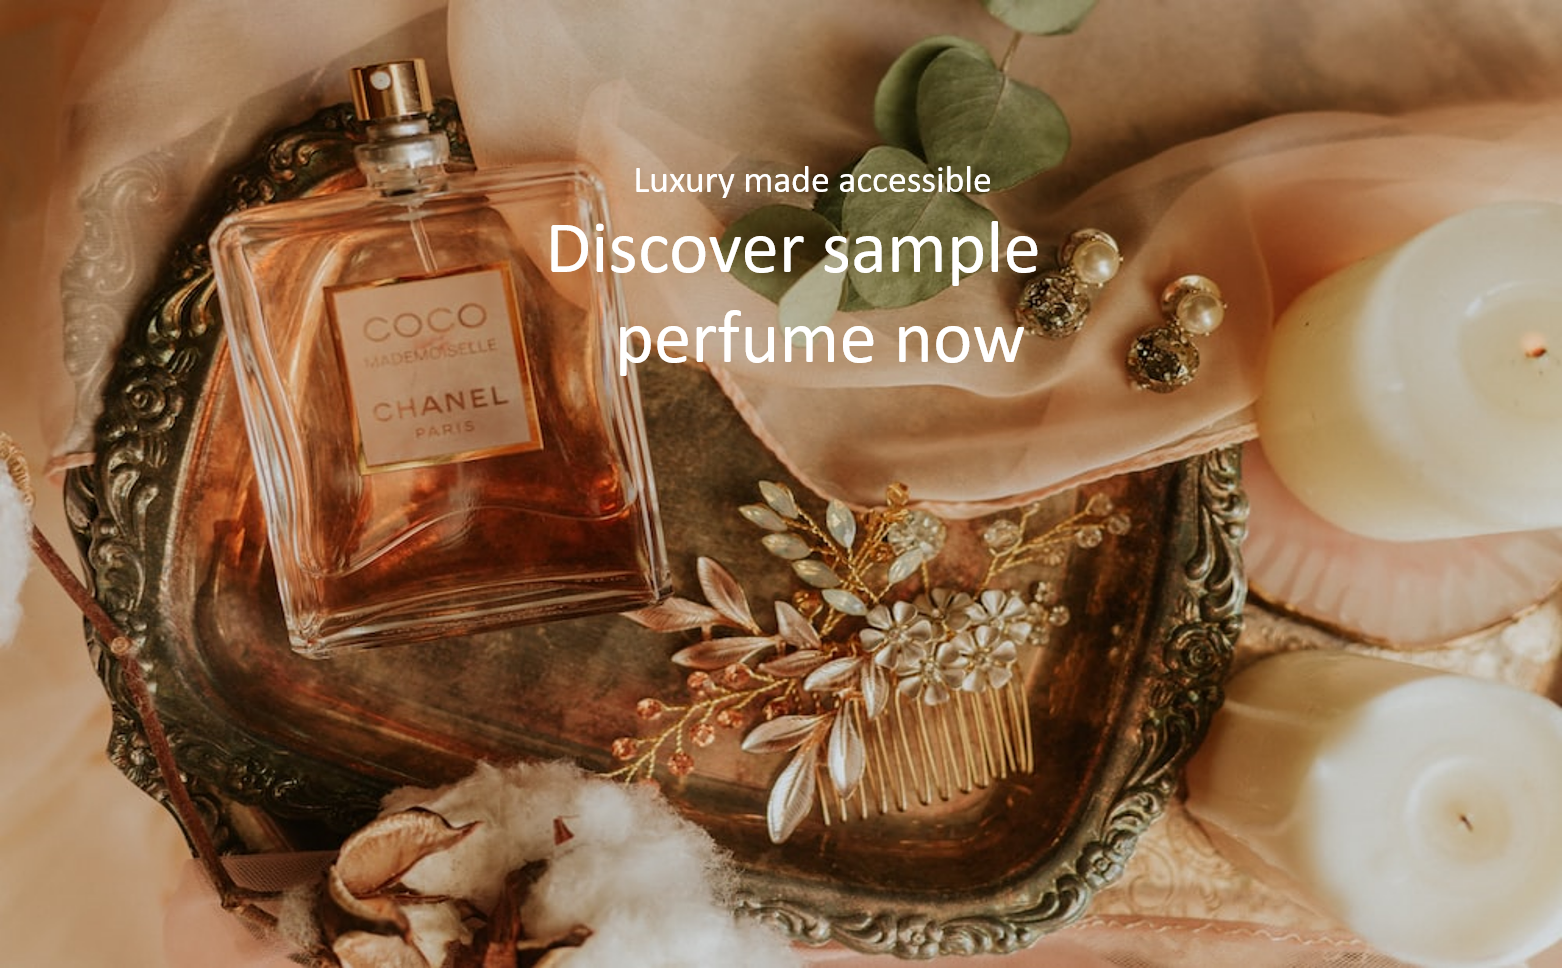 Luxury made accessible
Discover sample
perfume now
COCO
MADEMOISELLE
CHANEL
PARIS